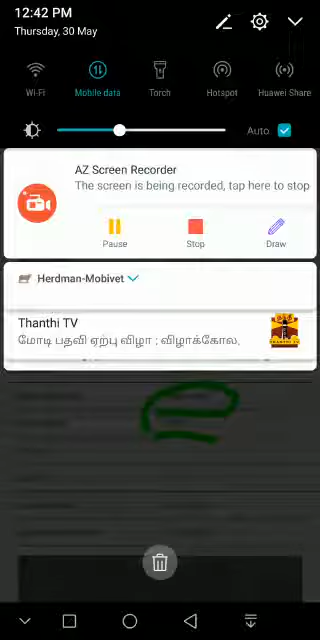 12:42 PM
Thursday, 30 May
Wi-Fi
Mobile data
Torch
Hotspot
Huawei Share
Auto
AZ Screen Recorder
The screen is being recorded, tap here to stop
Pause
Stop
Draw
Herdman-Mobivet
Thanthi TV
மோடி பதவி ஏற்பு விழா ; விழாக்கோல,